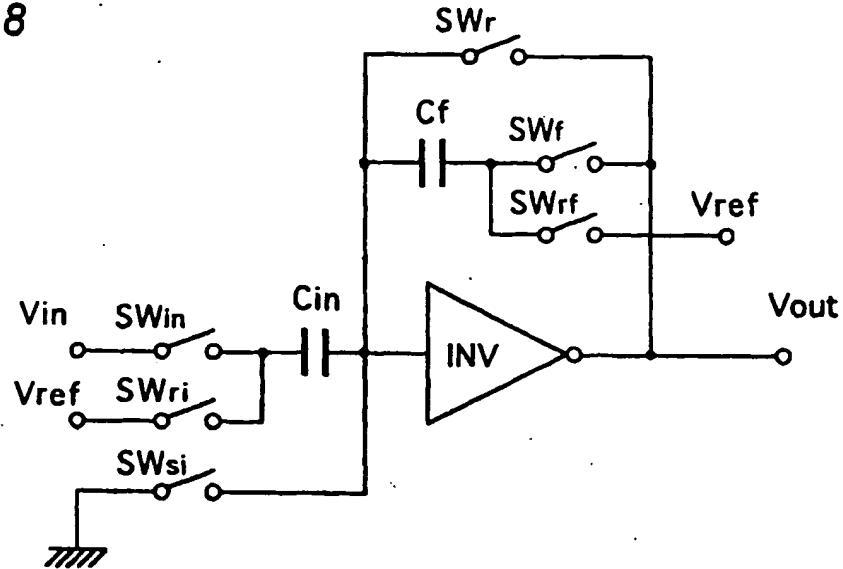 8
SWr
Cf
SWf
SWrf
Vref
Vin
SWin
Cin
Vout
INV
Vref
SWri
SWsi